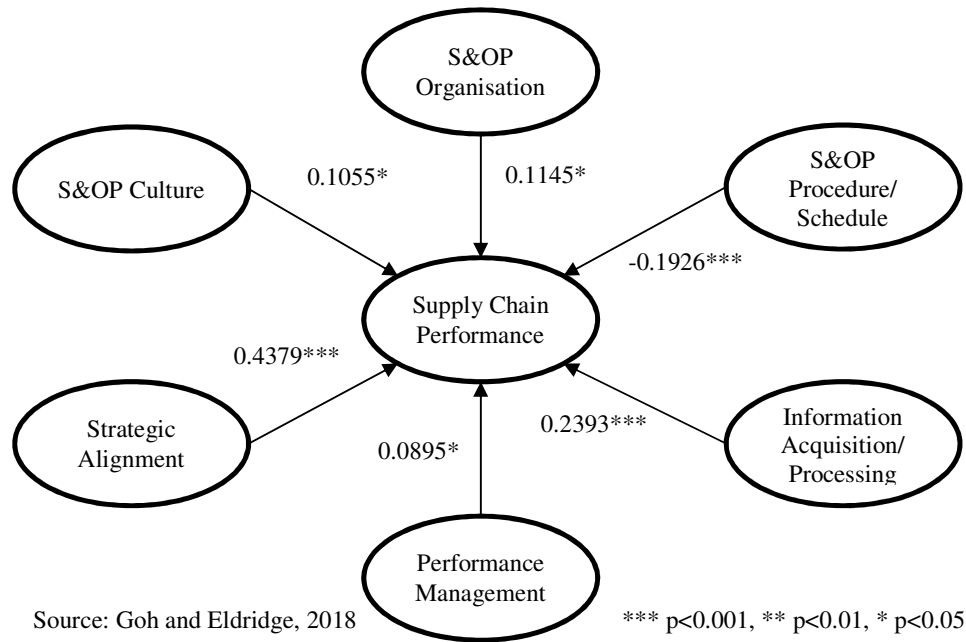 S&OP
Organisation
S&OP Culture
0.1055*
0.1145*
S&OP
Procedure/
Schedule
-0.1926***
Supply Chain
Performance
0.4379***
Strategic
Alignment
0.0895*
0.2393***
Information
Acquisition/
Processing
Performance
Management
Source: Goh and Eldridge, 2018
*** p<0.001, ** p<0.01, * p<0.05